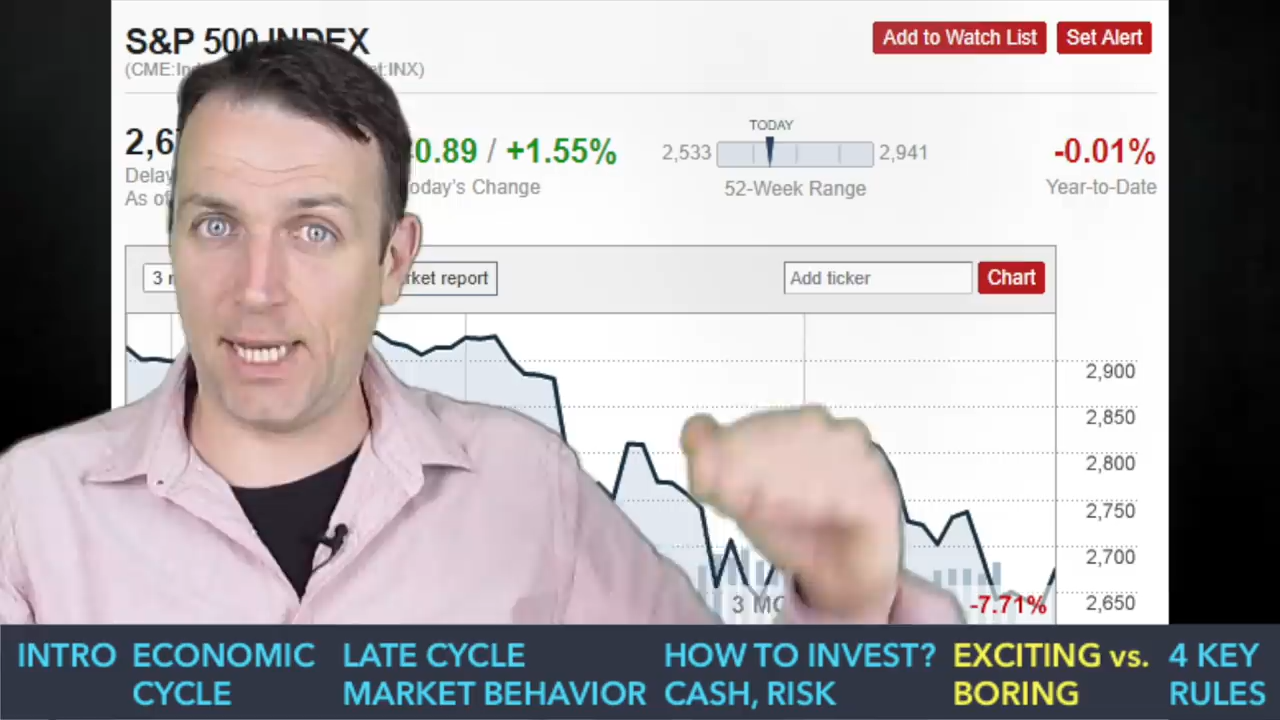 S&P 500 INDEX
Add to Watch List
Set Alert
(CME:In
t:INX)
TODAY
2,6
0.89 / +1.55%
2,533
2,941
-0.01%
Delay
Today's Change
52-Week Range
Year-to-Date
As of
3 m
rket report
Add ticker
Chart
2,900
2,850
2,800
2,750
2,700
2,650
3 MO
-7.71%
INTRO
ECONOMIC
CYCLE
LATE CYCLE
MARKET BEHAVIOR
HOW TO INVEST?
CASH, RISK
EXCITING vs.
BORING
4 KEY
RULES